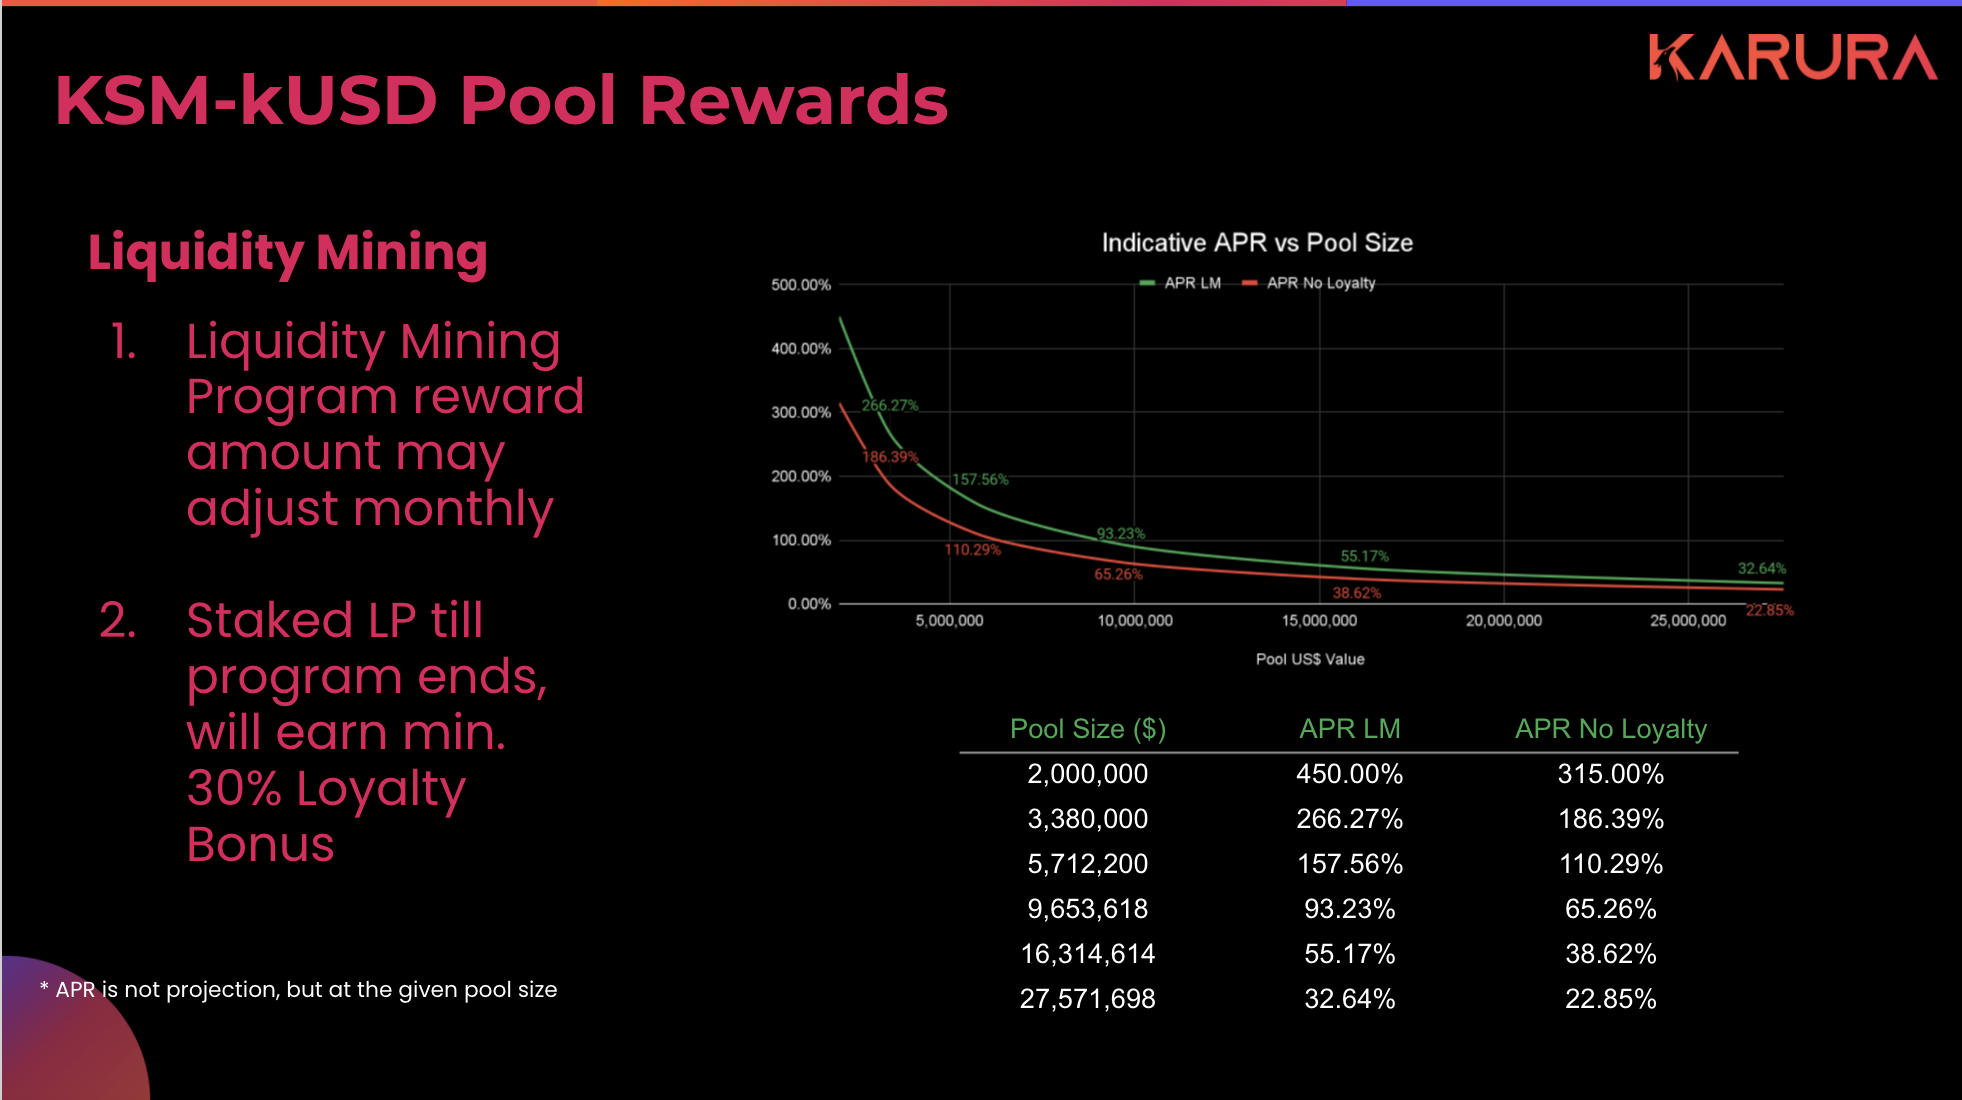 KARURA
KSM-kUSD Pool Rewards
Liquidity Mining
1. Liquidity Mining
Program reward
amount may
adjust monthly
2. Staked LP till
program ends,
will earn min.
30% Loyalty
Bonus
* APR is not projection, but at the given pool size
Indicative APR vs Pool Size
APR LM APR No Loyalty
500.00%
400.00%
300.00%
200.00%
100.00%
0.00%
266.27%
186.39%
157.56%
110.29%
93.23%
65.26%
55.17%
38.62%
32.64%
22.85%
5,000,000 10,000,000 15,000,000 20,000,000 25,000,000
Pool US$ Value
Pool Size ($) APR LM APR No Loyalty
2,000,000 450.00% 315.00%
3,380,000 266.27% 186.39%
5,712,200 157.56% 110.29%
9,653,618 93.23% 65.26%
16,314,614 55.17% 38.62%
27,571,698 32.64% 22.85%